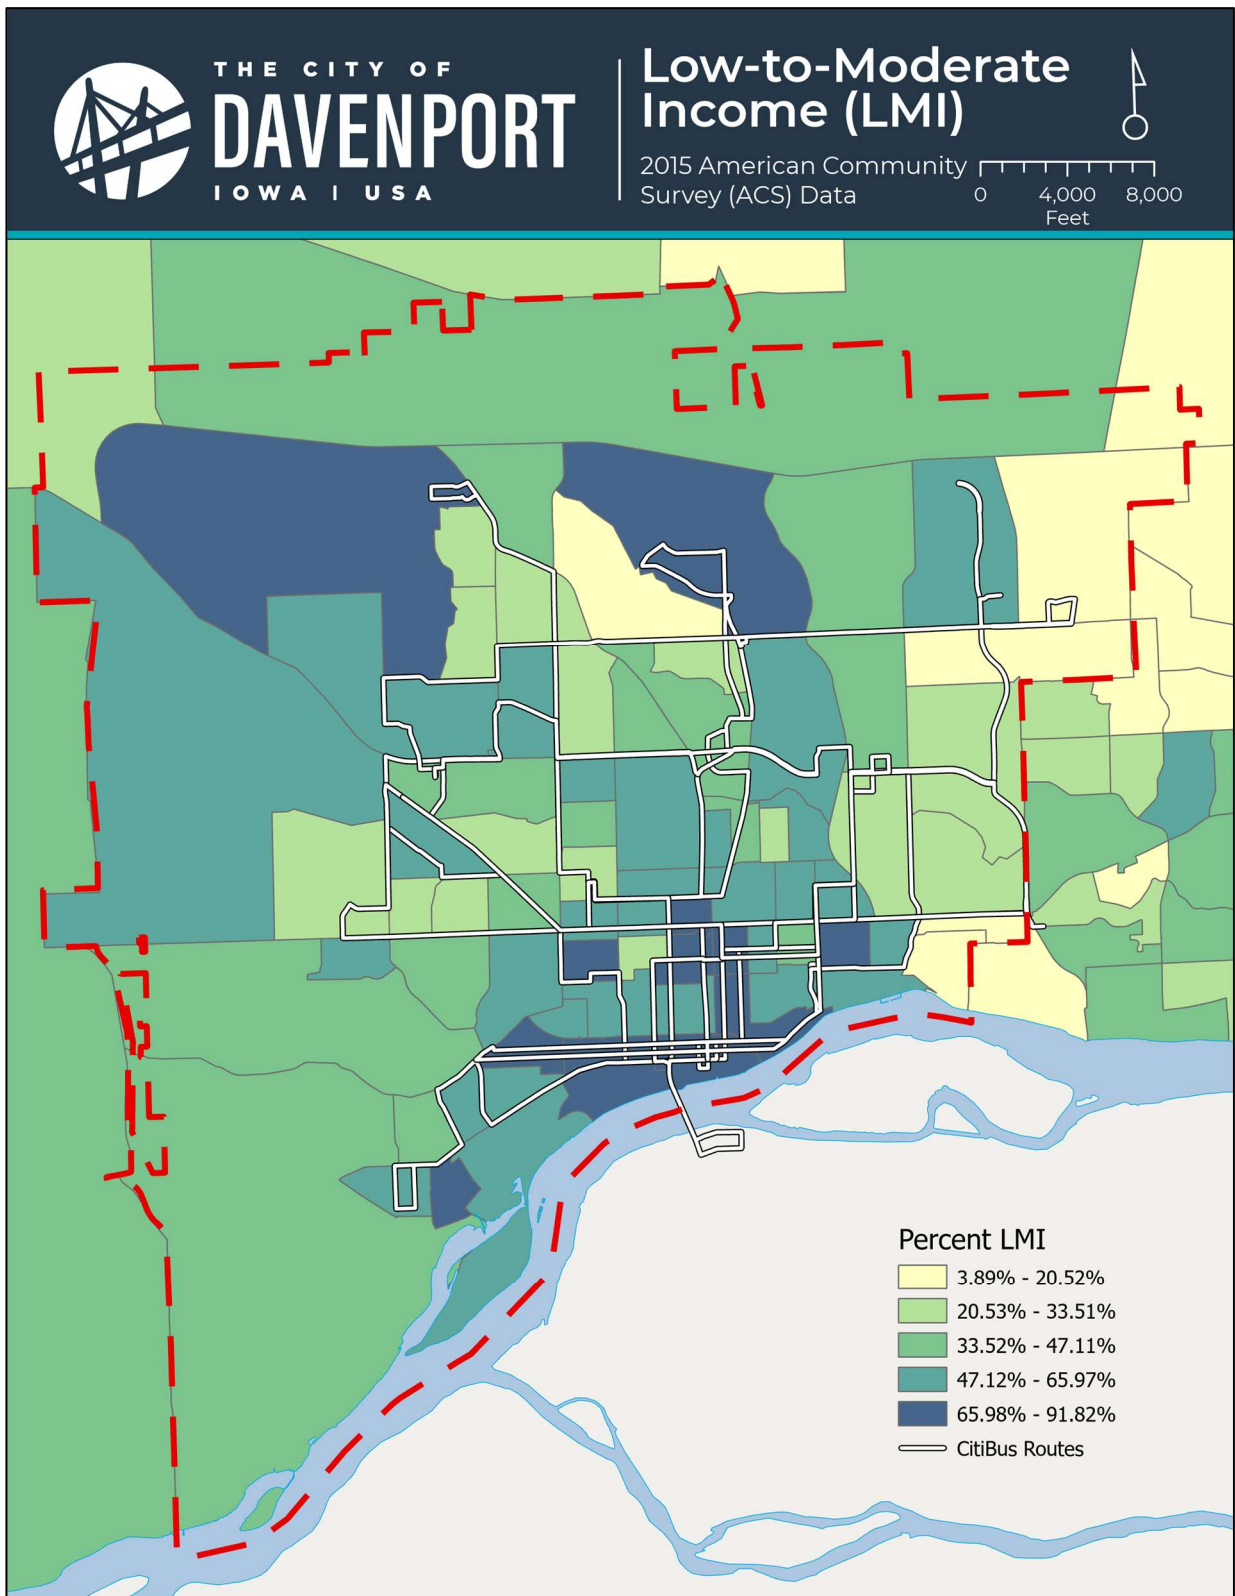 THE CITY OF
DAVENPORT
IOWA | USA
Low-to-Moderate
Income (LMI)
2015 American Community
Survey (ACS) Data
0 4,000 8,000
Feet
Percent LMI
3.89% - 20.52%
20.53% - 33.51%
33.52% - 47.11%
47.12% - 65.97%
65.98% - 91.82%
CitiBus Routes